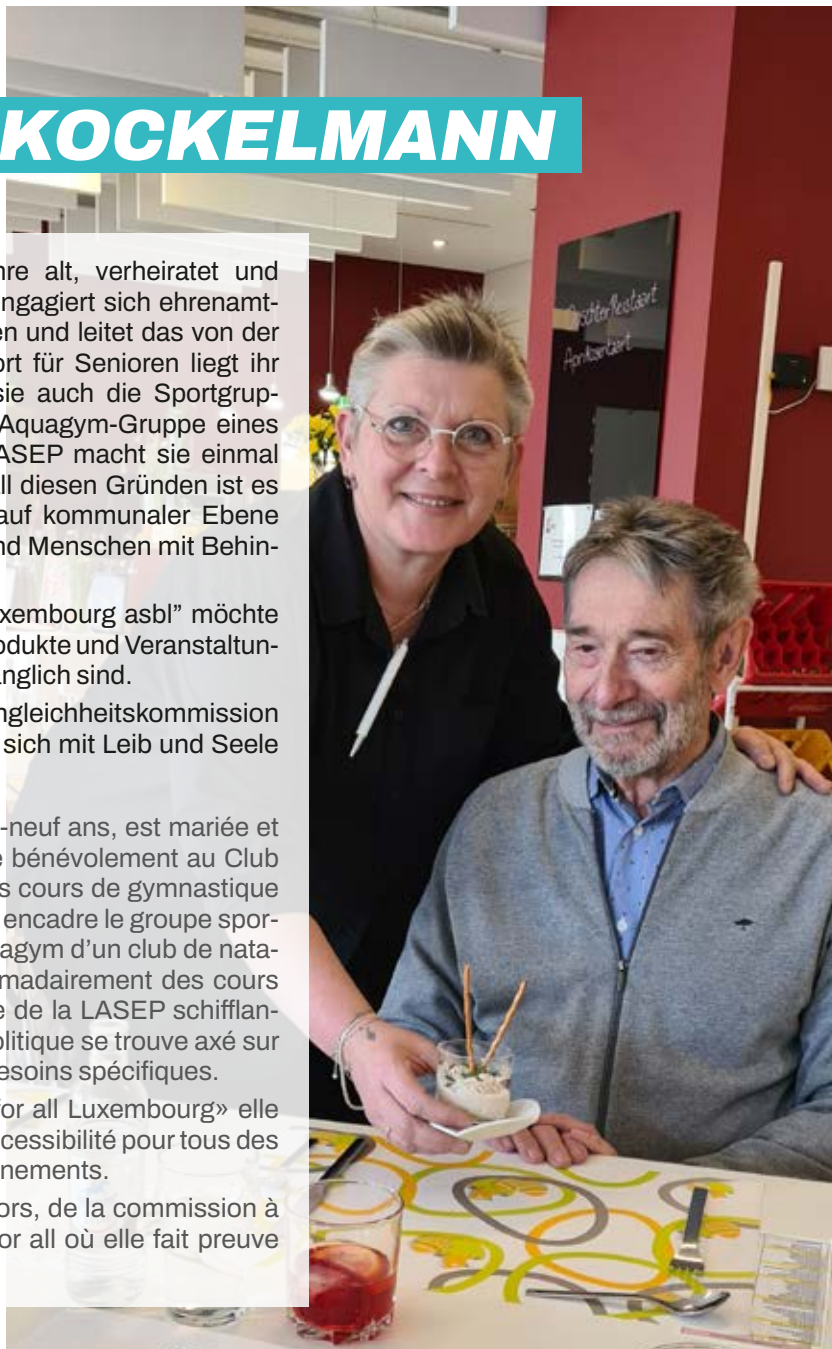 KOCKELMANN
hre alt, verheiratet und
ngagiert sich ehrenamt-
en und leitet das von der
ort für Senioren liegt ihr
sie auch die Sportgrup-
Aquagym-Gruppe eines
ASEP macht sie einmal
ll diesen Gründen ist es
auf kommunaler Ebene
nd Menschen mit Behin-
xembourg asbl” möchte
odukte und Veranstaltun-
nglich sind.
ngleichheitskommission
sich mit Leib und Seele
-neuf ans, est mariée et
e bénévolement au Club
s cours de gymnastique
encadre le groupe spor-
agym d’un club de nata-
madairement des cours
e de la LASEP schifflan-
olitique se trouve axé sur
esoins spécifiques.
for all Luxembourg» elle
cessibilité pour tous des
nements.
ors, de la commission à
or all où elle fait preuve